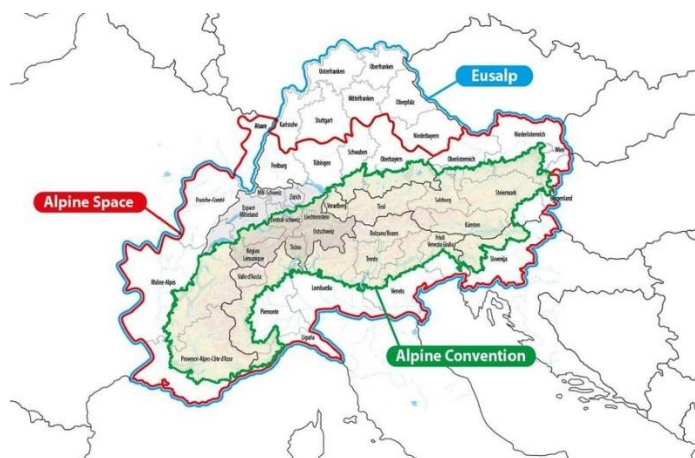 Unterfranken
Oberfranken
Eusalp
Mittelfranken
Oberpfalz
Karlsruhe
Stuttgart
Alsace
Niederbayern
Niederösterreich
Wien
Schwaben
Tübingen
Oberbayern
Oberösterreich
Freiburg
Alpine Space
Franche-Comté
Zürich
Salzburg
Steiermark
Burgenland
Espace
Mittelland
Vorarlberg
Tirol
Liechtenstein
Ostschweiz
Kärnten
Région
Lémanique
Ticino
Bolzano/Bozen
Friuli
Venezia Giulia
Slovenija
Rhône-Alpes
Valle d'Aosta
Trento
Lombardia
Veneto
Piemonte
Liguria
Alpine Convention
Provence-Alpes-Côte d'Azur